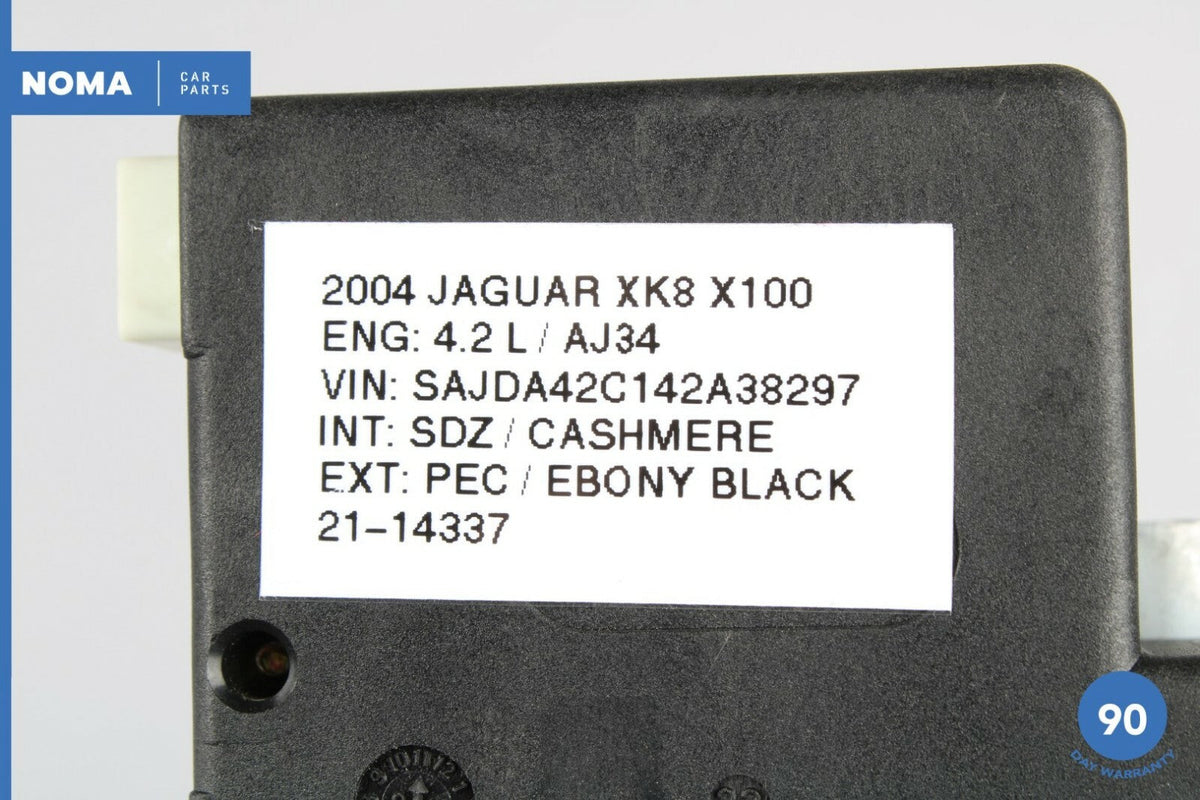 NOMA
CAR
PARTS
2004 JAGUAR XK8 X100
ENG: 4.2 L / AJ34
VIN: SAJDA42C142A38297
INT: SDZ / CASHMERE
EXT: PEC / EBONY BLACK
21-14337
90
DAY WARRANTY